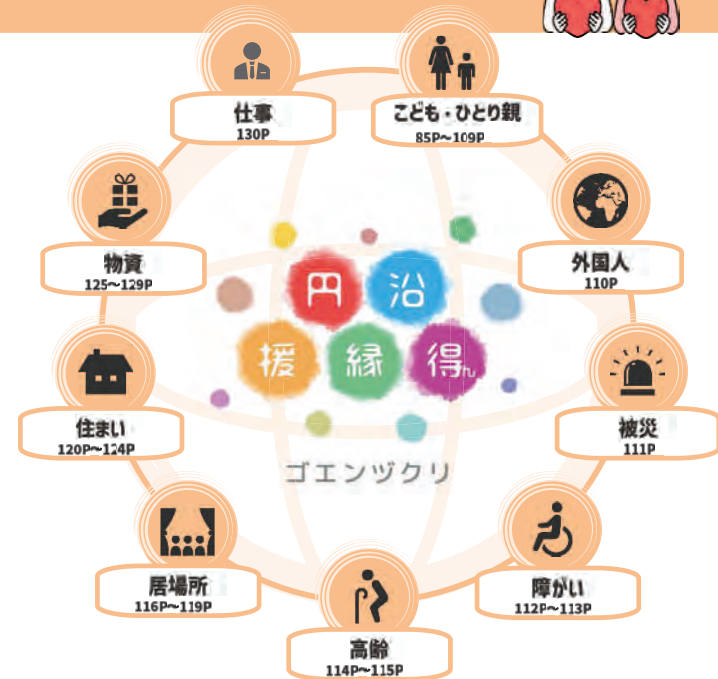 仕事
130P
こども・ひとり親
85P~109P
物資
125~129P
外国人
110P
円 沿
援 縁 得ん
住まい
120P~124P
被災
111P
ゴエンヅクリ
居場所
116P~119P
障がい
112P~113P
高齢
114P~115P